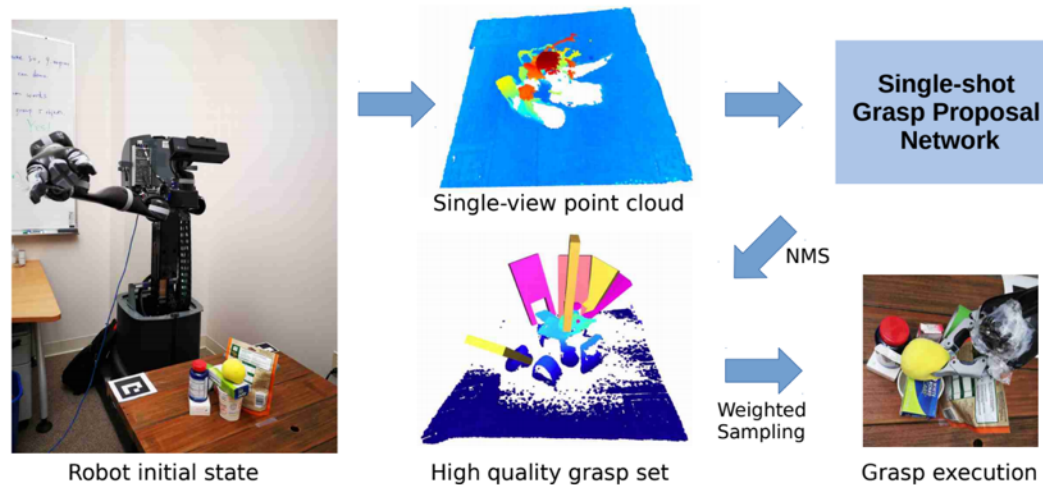 Single-shot
Grasp Proposal
Network
Single-view point cloud
NMS
Weighted
Sampling
Robot initial state
High quality grasp set
Grasp execution